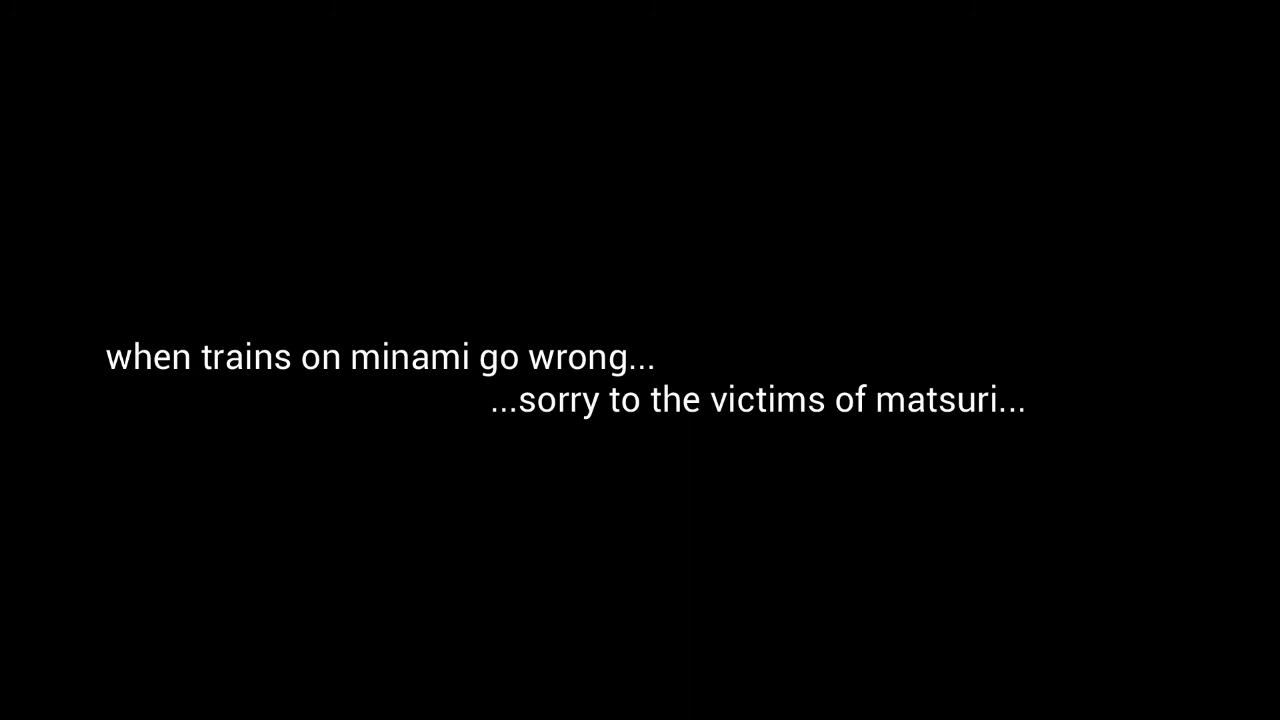 when trains on minami go wrong...
...sorry to the victims of matsuri...